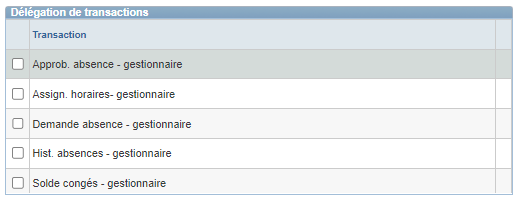 Délégation de transactions
Transaction
Approb. absence - gestionnaire
Assign. horaires- gestionnaire
Demande absence - gestionnaire
Hist. absences - gestionnaire
Solde congés - gestionnaire